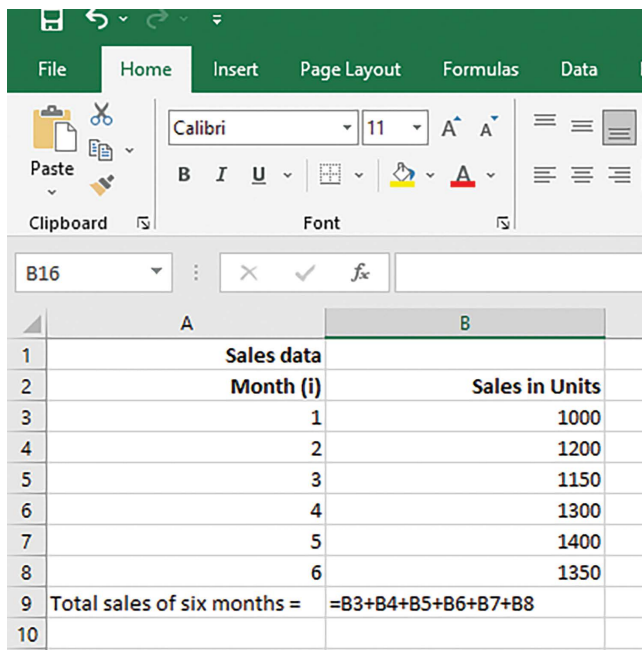 File Home Insert Page Layout Formulas Data
Calibri 11 A A
Paste
B I U A
Clipboard Font
B16 fx
A B
1 Sales data
2 Month (i) Sales in Units
3 1 1000
4 2 1200
5 3 1150
6 4 1300
7 5 1400
8 6 1350
9 Total sales of six months = =B3+B4+B5+B6+B7+B8
10